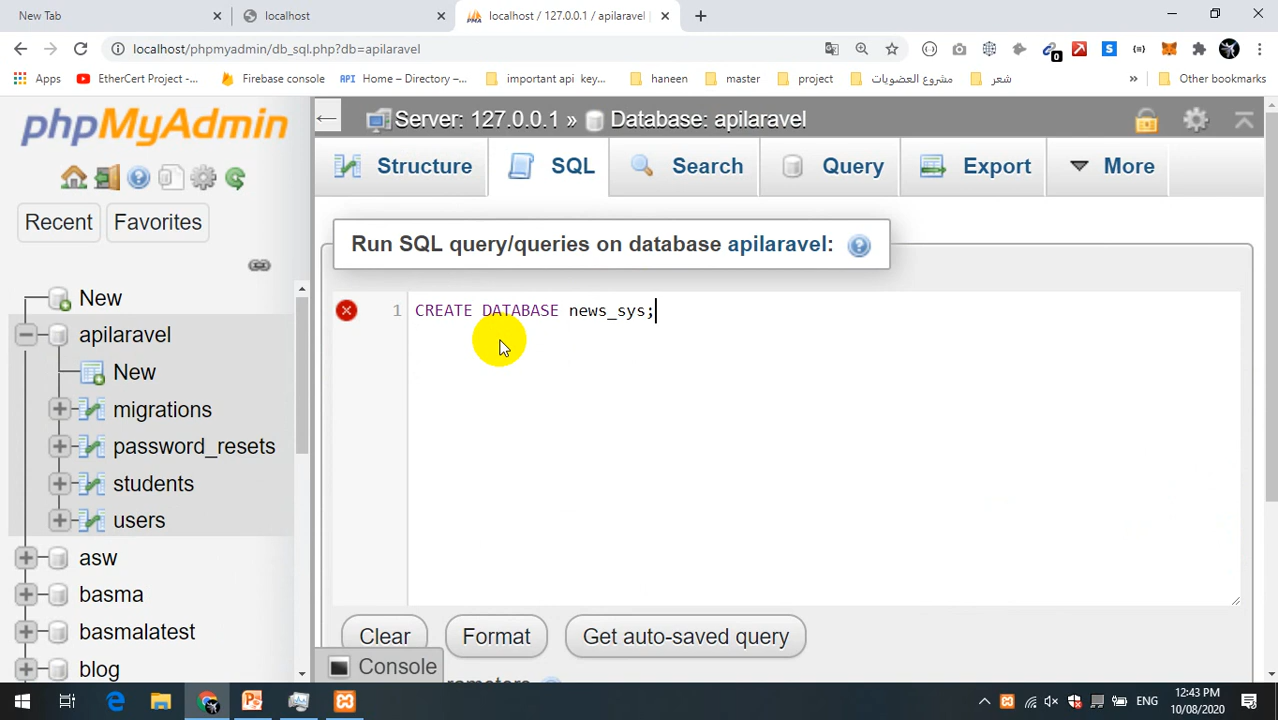 New Tab
localhost
localhost / 127.0.0.1 / apilaravel
localhost/phpmyadmin/db_sql.php?db=apilaravel
0
S
Apps
EtherCert Project -...
Firebase console
API
Home – Directory –...
important api key...
haneen
master
project
مشروع العضويات
شعر
»
Other bookmarks
phpMyAdmin
Server: 127.0.0.1 » Database: apilaravel
Structure
SQL
Search
Query
Export
More
Recent
Favorites
Run SQL query/queries on database apilaravel:
New
apilaravel
New
migrations
password_resets
students
users
asw
basma
basmalatest
blog
1
CREATE DATABASE news_sys;
Clear
Format
Get auto-saved query
Console
ENG
12:43 PM
10/08/2020